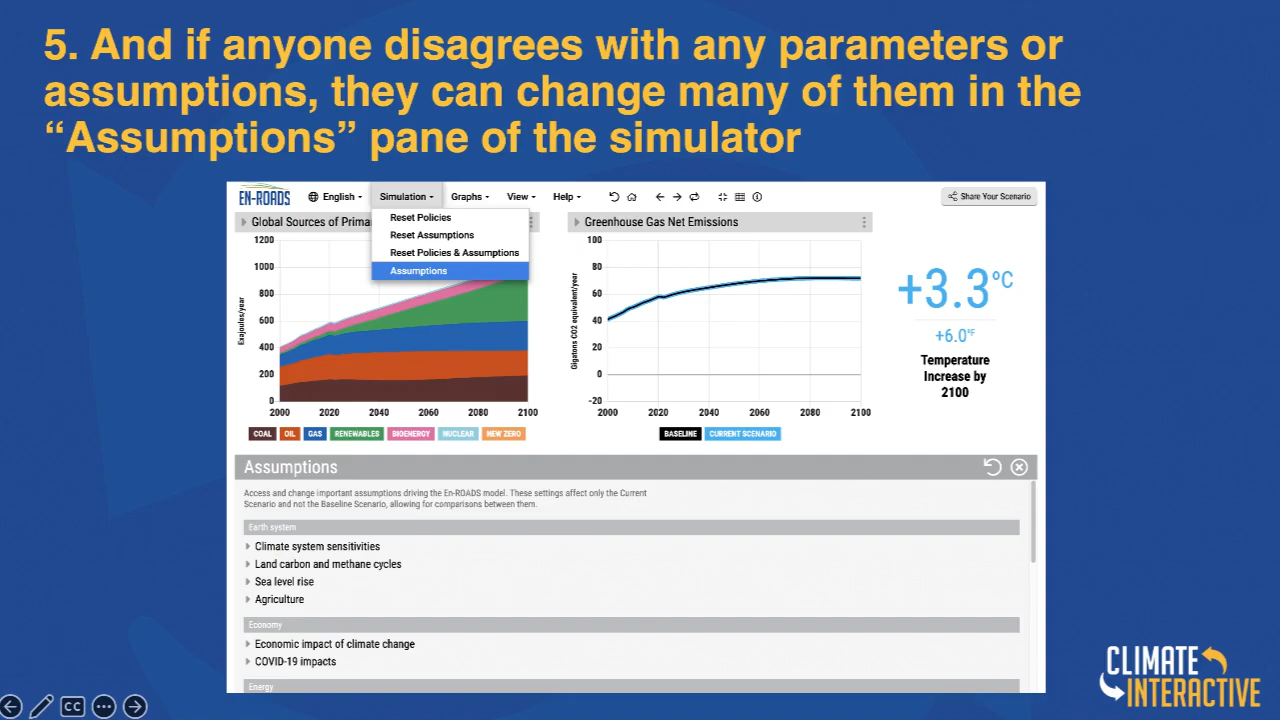 5. And if anyone disagrees with any parameters or
assumptions, they can change many of them in the
“Assumptions” pane of the simulator
EN-ROADS
English
Simulation
Graphs
View
Help
Share Your Scenario
Reset Policies
Reset Assumptions
Reset Policies & Assumptions
Assumptions
Global Sources of Prima
Exajoules/year
1200
1000
800
600
400
200
0
2000 2020 2040 2060 2080 2100
COAL OIL GAS RENEWABLES BIOENERGY NUCLEAR NEW ZERO
Greenhouse Gas Net Emissions
Gigatons CO2 equivalent/year
100
80
60
40
20
0
-20
2000 2020 2040 2060 2080 2100
BASELINE CURRENT SCENARIO
+3.3°C
+6.0°F
Temperature
Increase by
2100
Assumptions
Access and change important assumptions driving the En-ROADS model. These settings affect only the Current
Scenario and not the Baseline Scenario, allowing for comparisons between them.
Earth system
Climate system sensitivities
Land carbon and methane cycles
Sea level rise
Agriculture
Economy
Economic impact of climate change
COVID-19 impacts
Energy
CLIMATE
INTERACTIVE
CC